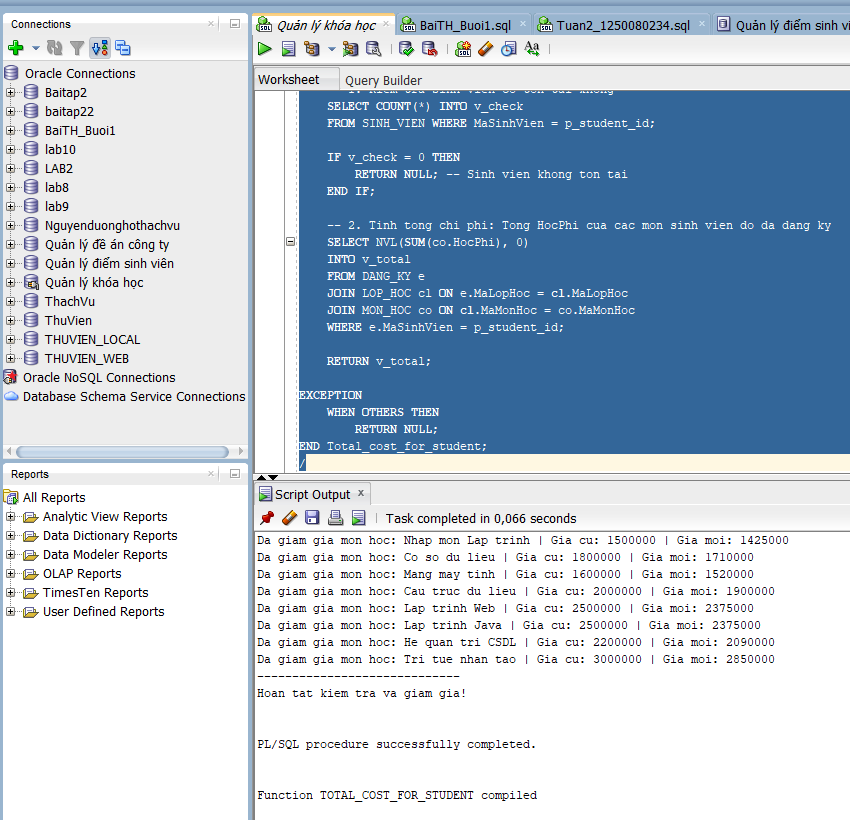 Connections
Oracle Connections
Baitap2
baitap22
BaiTH_Buoi1
lab10
LAB2
lab8
lab9
Nguyenduonghothachvu
Quản lý đề án công ty
Quản lý điểm sinh viên
Quản lý khóa học
ThachVu
ThuVien
THUVIEN_LOCAL
THUVIEN_WEB
Oracle NoSQL Connections
Database Schema Service Connections
Reports
All Reports
Analytic View Reports
Data Dictionary Reports
Data Modeler Reports
OLAP Reports
TimesTen Reports
User Defined Reports
Quản lý khóa học
BaiTH_Buoi1.sql
Tuan2_1250080234.sql
Quản lý điểm sinh vi
Worksheet
Query Builder
SELECT COUNT(*) INTO v_check
FROM SINH_VIEN WHERE MaSinhVien = p_student_id;
IF v_check = 0 THEN
RETURN NULL; -- Sinh vien khong ton tai
END IF;
-- 2. Tinh tong chi phi: Tong HocPhi cua cac mon sinh vien do da dang ky
SELECT NVL(SUM(co.HocPhi), 0)
INTO v_total
FROM DANG_KY e
JOIN LOP_HOC cl ON e.MaLopHoc = cl.MaLopHoc
JOIN MON_HOC co ON cl.MaMonHoc = co.MaMonHoc
WHERE e.MaSinhVien = p_student_id;
RETURN v_total;
EXCEPTION
WHEN OTHERS THEN
RETURN NULL;
END Total_cost_for_student;
/
Script Output
Task completed in 0,066 seconds
Da giam gia mon hoc: Nhap mon Lap trinh | Gia cu: 1500000 | Gia moi: 1425000
Da giam gia mon hoc: Co so du lieu | Gia cu: 1800000 | Gia moi: 1710000
Da giam gia mon hoc: Mang may tinh | Gia cu: 1600000 | Gia moi: 1520000
Da giam gia mon hoc: Cau truc du lieu | Gia cu: 2000000 | Gia moi: 1900000
Da giam gia mon hoc: Lap trinh Web | Gia cu: 2500000 | Gia moi: 2375000
Da giam gia mon hoc: Lap trinh Java | Gia cu: 2500000 | Gia moi: 2375000
Da giam gia mon hoc: He quan tri CSDL | Gia cu: 2200000 | Gia moi: 2090000
Da giam gia mon hoc: Tri tue nhan tao | Gia cu: 3000000 | Gia moi: 2850000
-----------------------------
Hoan tat kiem tra va giam gia!
PL/SQL procedure successfully completed.
Function TOTAL_COST_FOR_STUDENT compiled